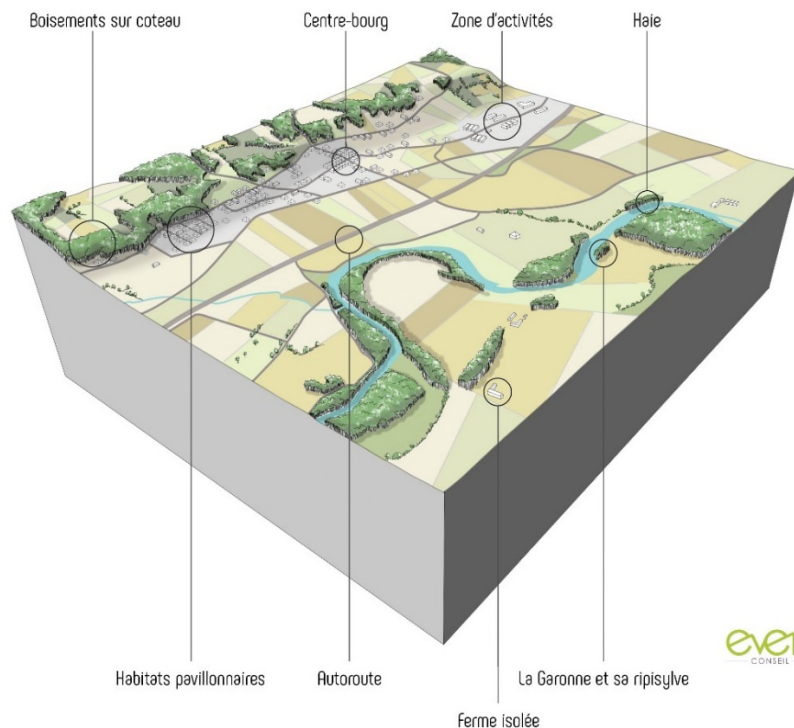 Boisements sur coteau
Centre-bourg
Zone d'activités
Haie
Habitats pavillonnaires
Autoroute
La Garonne et sa ripisylve
Ferme isolée
CONSEIL